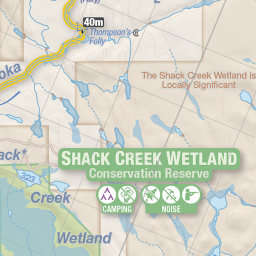 40m
Thompson's
Folly
oka
The Shack Creek Wetland is
Locally Significant
ack*
SHACK CREEK WETLAND
Conservation Reserve
323
CAMPING
NOISE
Creek
Wetland